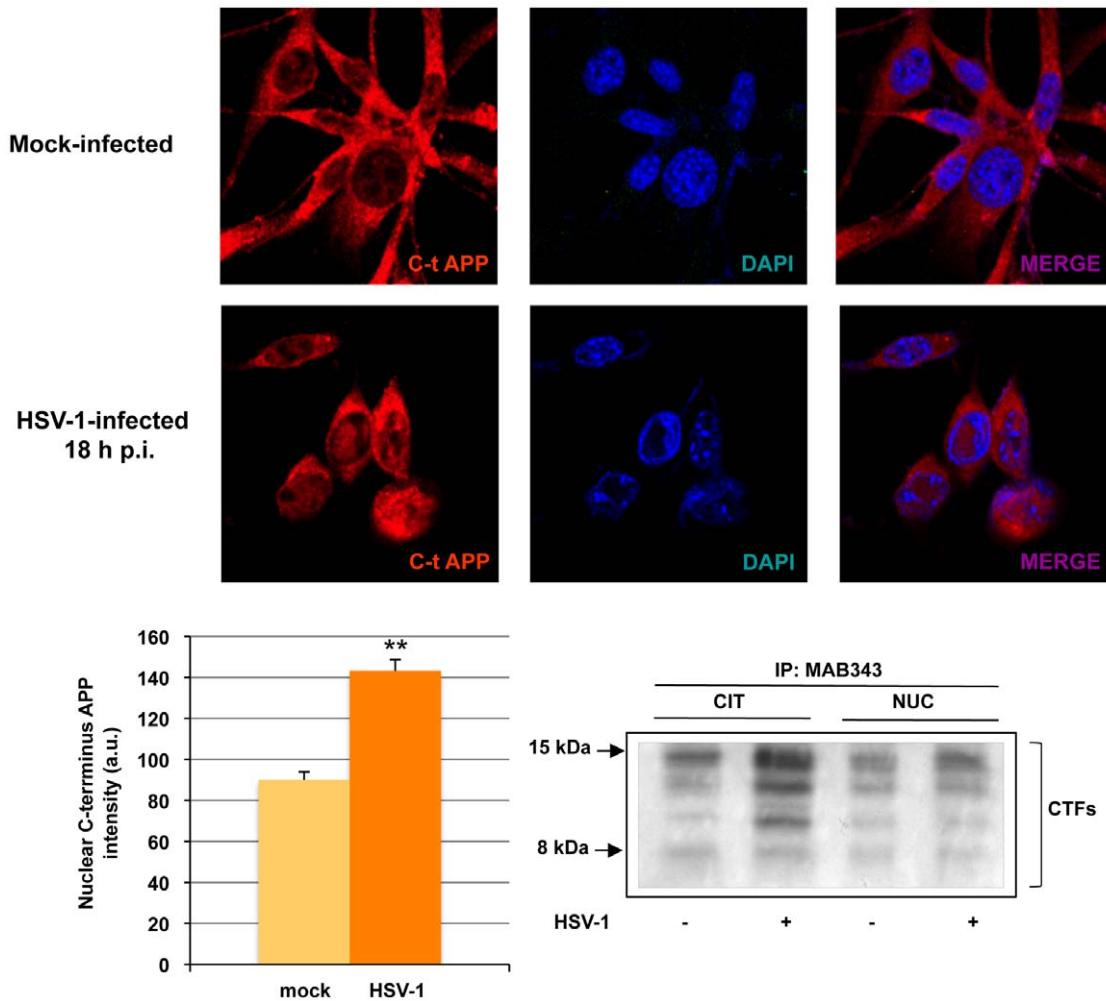 Mock-infected
C-t APP
DAPI
MERGE
HSV-1-infected
18 h p.i.
C-t APP
DAPI
MERGE
Nuclear C-terrminus APP
intensity (a.u.)
160
140
120
100
80
60
40
20
0
**
mock
HSV-1
IP: MAB343
CIT
NUC
15 kDa
8 kDa
CTFs
HSV-1
-
+
-
+